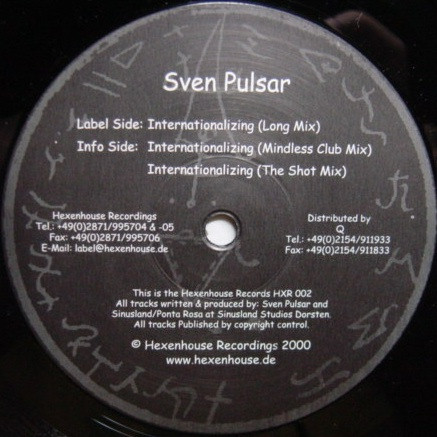 Sven Pulsar
Label Side: Internationalizing (Long Mix)
Info Side: Internationalizing (Mindless Club Mix)
Internationalizing (The Shot Mix)
Hexenhouse Recordings
Tel.: +49(0)2871/995704 & -05
Fax: +49(0)2871/995706
E-Mail: label@hexenhouse.de
Distributed by
Q
Tel.: +49(0)2154/911933
Fax: +49(0)2154/911833
This is the Hexenhouse Records HXR 002
All tracks written & produced by: Sven Pulsar and
Sinusland/Ponta Rosa at Sinusland Studios Dorsten.
All tracks Published by copyright control.
© Hexenhouse Recordings 2000
www.hexenhouse.de